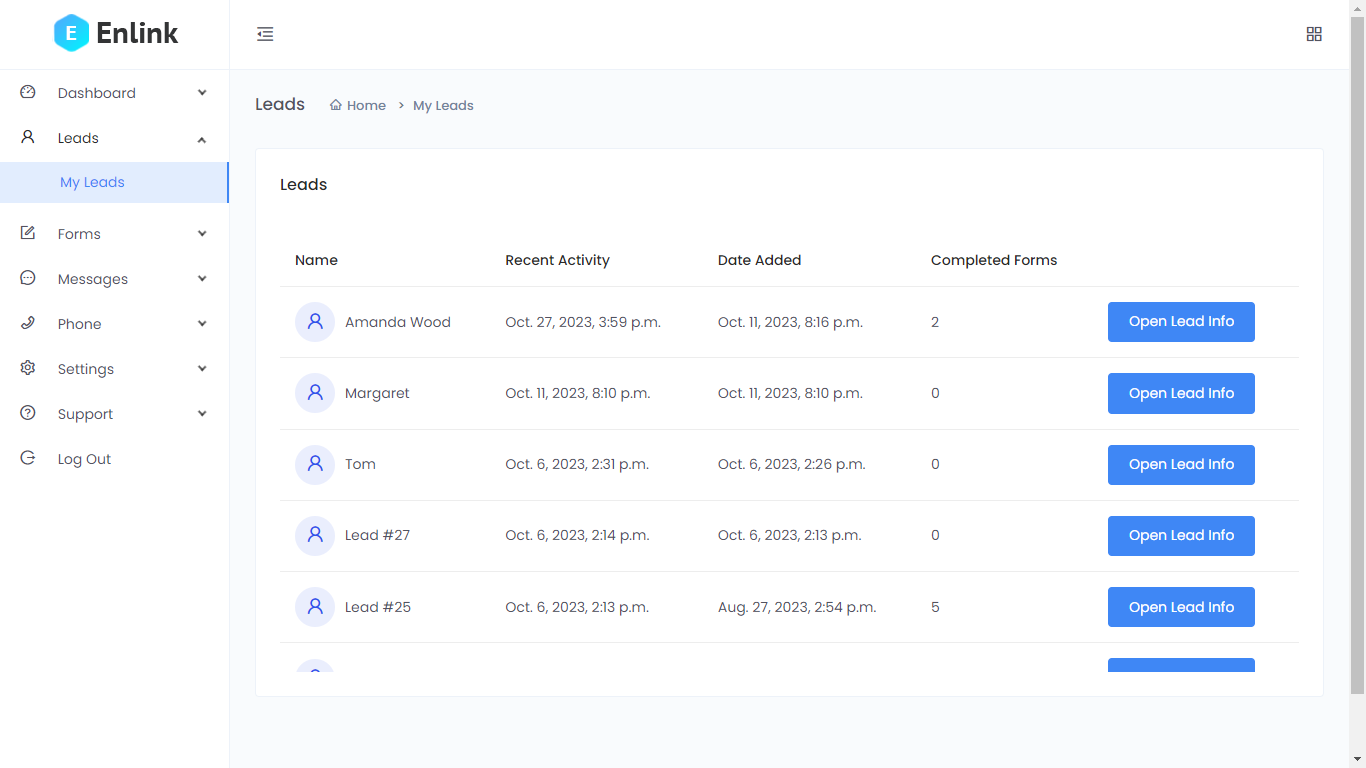 E Enlink
Dashboard
Leads
My Leads
Forms
Messages
Phone
Settings
Support
Log Out
Leads Home > My Leads
Leads
Name Recent Activity Date Added Completed Forms
Amanda Wood Oct. 27, 2023, 3:59 p.m. Oct. 11, 2023, 8:16 p.m. 2 Open Lead Info
Margaret Oct. 11, 2023, 8:10 p.m. Oct. 11, 2023, 8:10 p.m. 0 Open Lead Info
Tom Oct. 6, 2023, 2:31 p.m. Oct. 6, 2023, 2:26 p.m. 0 Open Lead Info
Lead #27 Oct. 6, 2023, 2:14 p.m. Oct. 6, 2023, 2:13 p.m. 0 Open Lead Info
Lead #25 Oct. 6, 2023, 2:13 p.m. Aug. 27, 2023, 2:54 p.m. 5 Open Lead Info